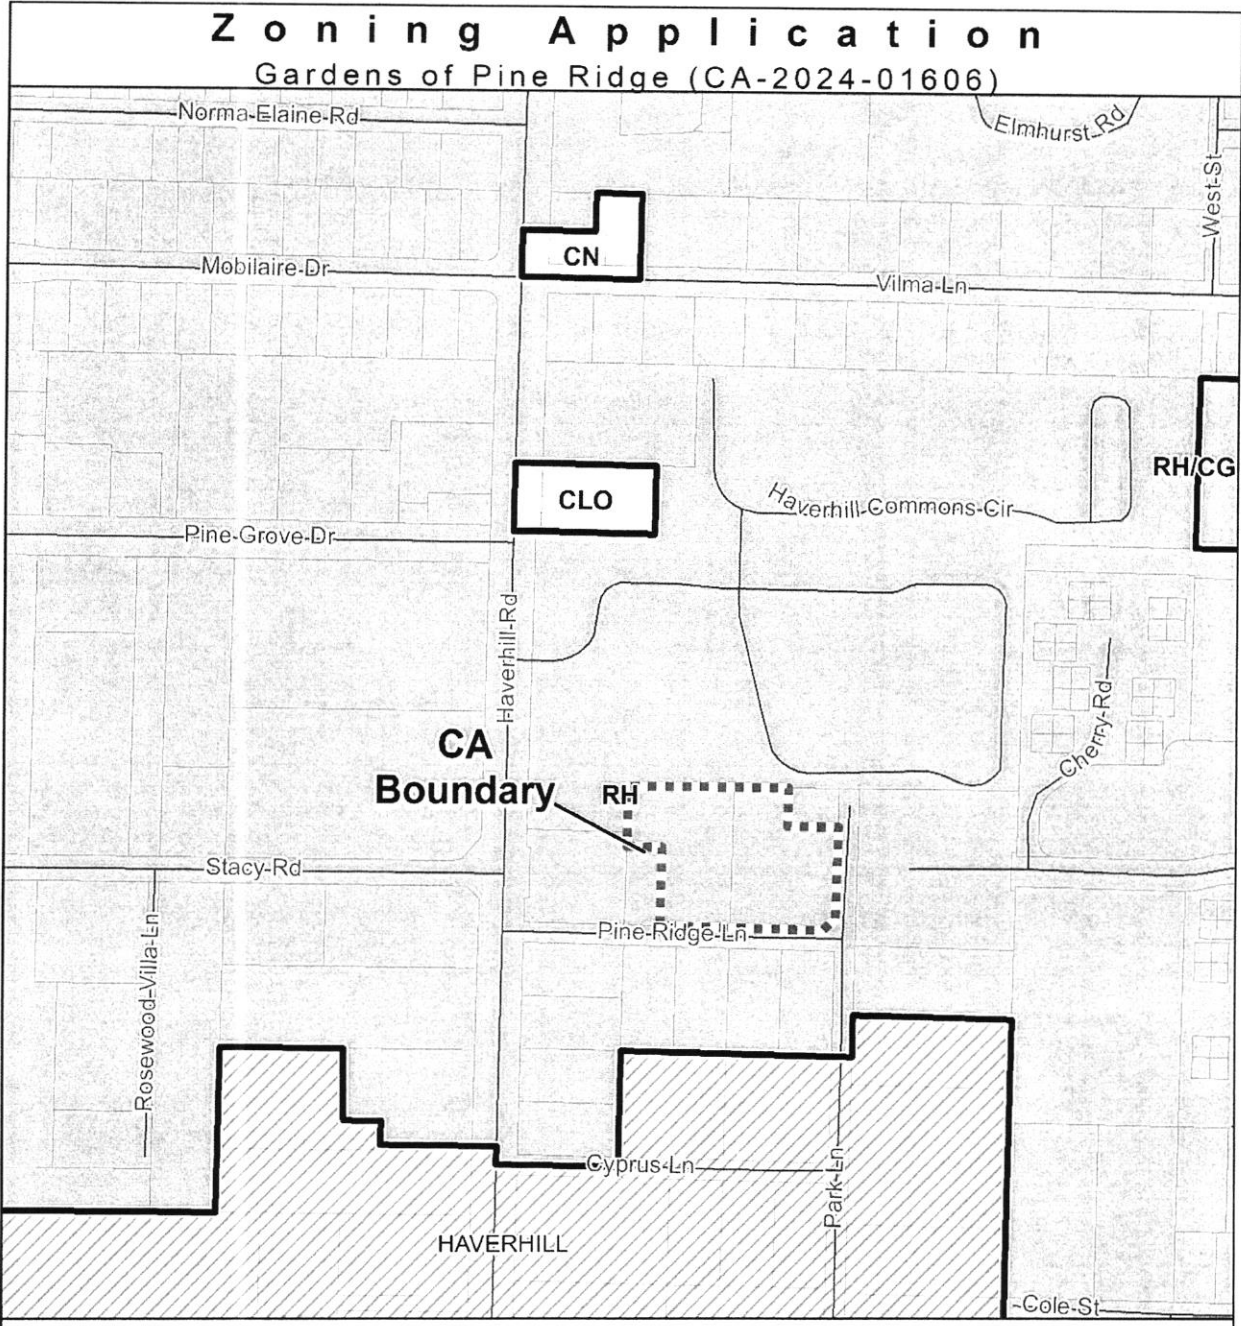 Zoning Application
Gardens of Pine Ridge (CA-2024-01606)
Norma-Elaine-Rd
Elmhurst-Rd
West-St
CN
Mobilaire-Dr
Vilma-Ln
RH/CG
CLO
Haverhill-Commons-Cir
Pine-Grove-Dr
Haverhill-Rd
Cherry-Rd
CA
Boundary
RH
Stacy-Rd
Pine-Ridge-Ln
Rosewood-Villa-Ln
Cyprus-Ln
Park-Ln
HAVERHILL
Cole-St